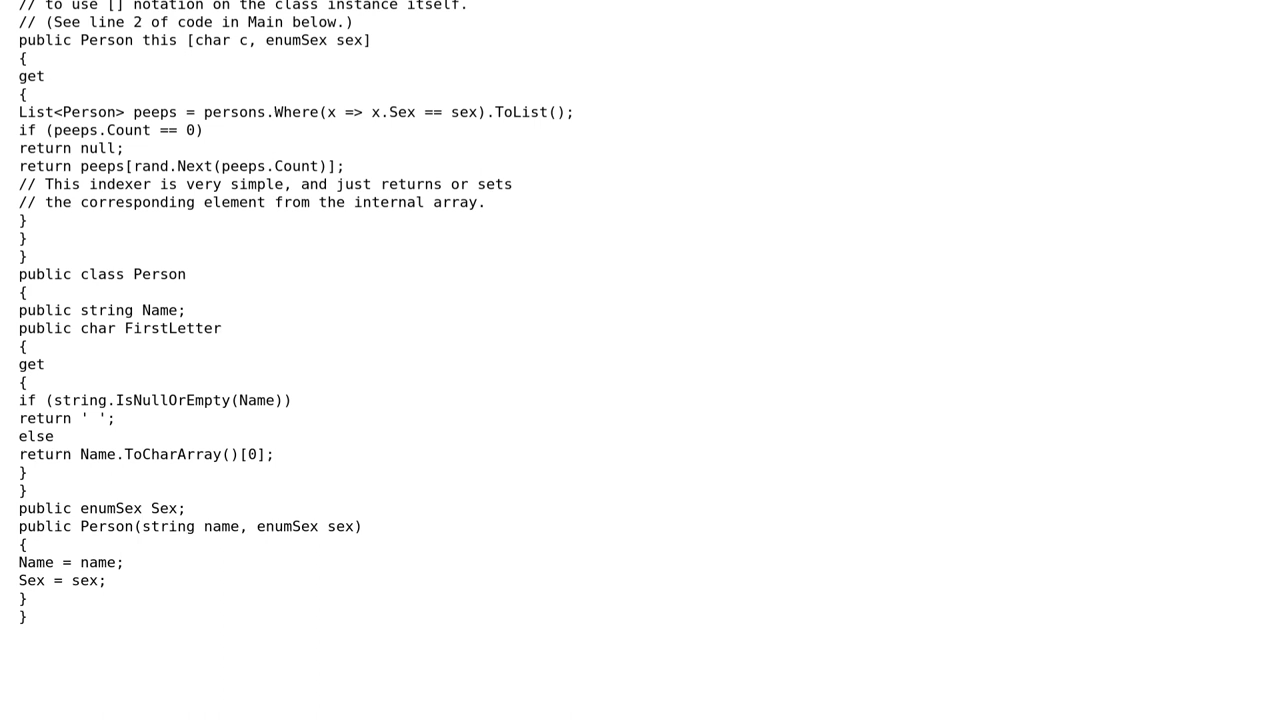 // to use [] notation on the class instance itself.
// (See line 2 of code in Main below.)
public Person this [char c, enumSex sex]
{
get
{
List<Person> peeps = persons.Where(x => x.Sex == sex).ToList();
if (peeps.Count == 0)
return null;
return peeps[rand.Next(peeps.Count)];
// This indexer is very simple, and just returns or sets
// the corresponding element from the internal array.
}
}
}
public class Person
{
public string Name;
public char FirstLetter
{
get
{
if (string.IsNullOrEmpty(Name))
return ' ';
else
return Name.ToCharArray()[0];
}
}
public enumSex Sex;
public Person(string name, enumSex sex)
{
Name = name;
Sex = sex;
}
}